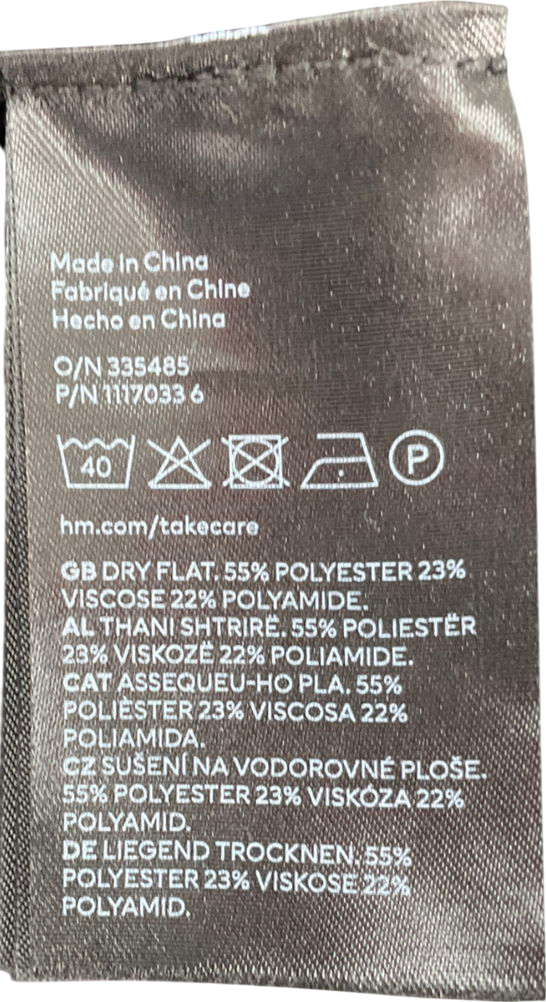 Made in China
Fabriqué en Chine
Hecho en China
O/N 335485
P/N 1117033 6
40 P
hm.com/takecare
GB DRY FLAT. 55% POLYESTER 23%
VISCOSE 22% POLYAMIDE.
AL THANI SHTRIRË. 55% POLIESTËR
23% VISKOZË 22% POLIAMIDE.
CAT ASSEQUEU-HO PLA. 55%
POLIÈSTER 23% VISCOSA 22%
POLIAMIDA.
CZ SUŠENÍ NA VODOROVNÉ PLOŠE.
55% POLYESTER 23% VISKÓZA 22%
POLYAMID.
DE LIEGEND TROCKNEN. 55%
POLYESTER 23% VISKOSE 22%
POLYAMID.